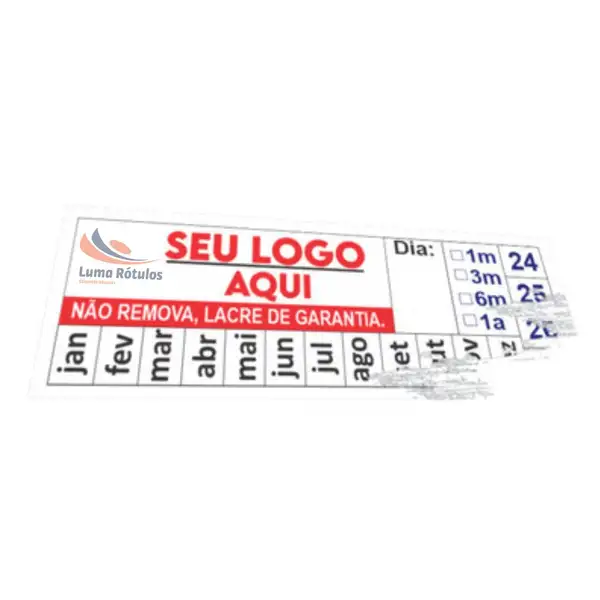 Luma Rótulos
SEU LOGO
AQUI
NÃO REMOVA, LACRE DE GARANTIA.
Dia:
1m
3m
6m
1a
24
25
jan fev mar abr mai jun jul ago